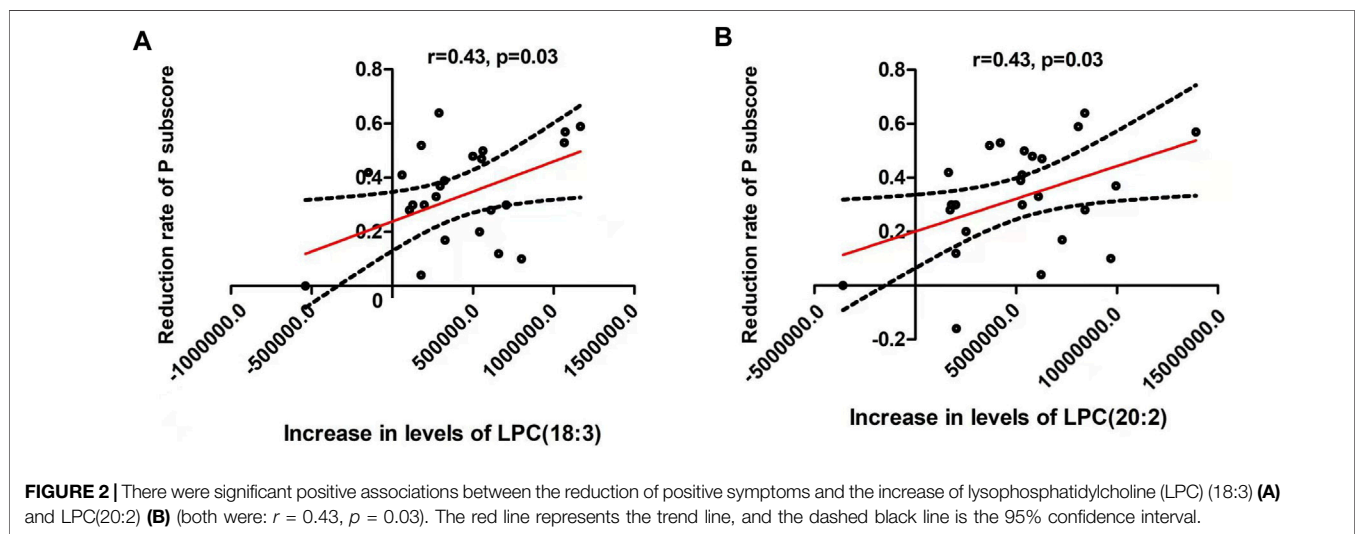 A
r=0.43, p=0.03
Reduction rate of P subscore
0.8
0.6
0.4
0.2
0
-1000000.0
-500000.0
500000.0
1000000.0
1500000.0
Increase in levels of LPC(18:3)
B
r=0.43, p=0.03
Reduction rate of P subscore
0.8
0.6
0.4
0.2
-0.2
-5000000.0
5000000.0
10000000.0
15000000.0
Increase in levels of LPC(20:2)
FIGURE 2 | There were significant positive associations between the reduction of positive symptoms and the increase of lysophosphatidylcholine (LPC) (18:3) (A)
and LPC(20:2) (B) (both were: r = 0.43, p = 0.03). The red line represents the trend line, and the dashed black line is the 95% confidence interval.